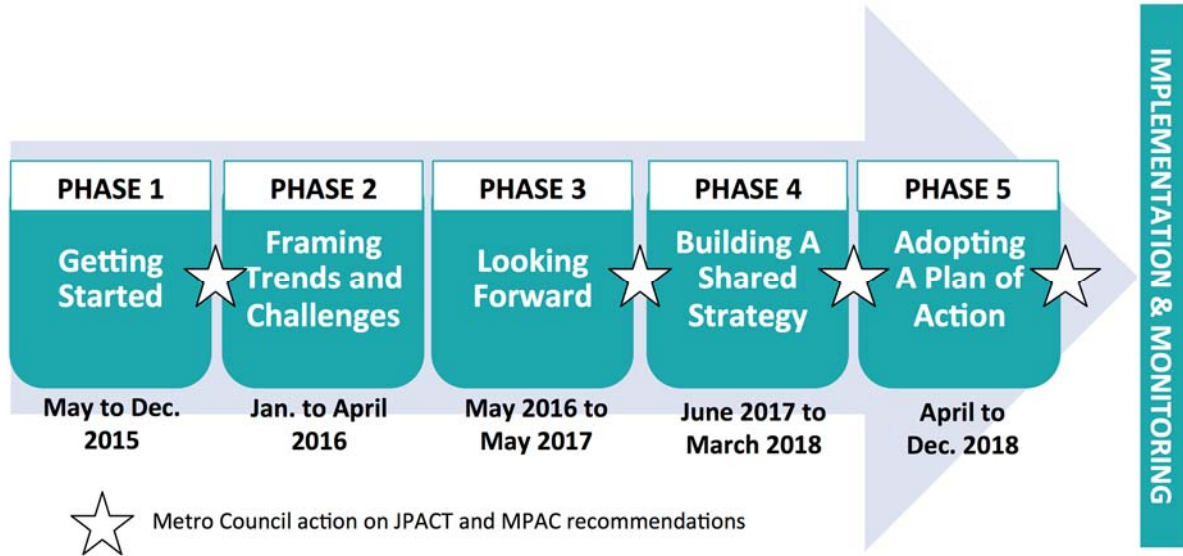 PHASE 1
Getting
Started
May to Dec.
2015
PHASE 2
Framing
Trends and
Challenges
Jan. to April
2016
PHASE 3
Looking
Forward
May 2016 to
May 2017
PHASE 4
Building A
Shared
Strategy
June 2017 to
March 2018
PHASE 5
Adopting
A Plan of
Action
April to
Dec. 2018
IMPLEMENTATION & MONITORING
Metro Council action on JPACT and MPAC recommendations